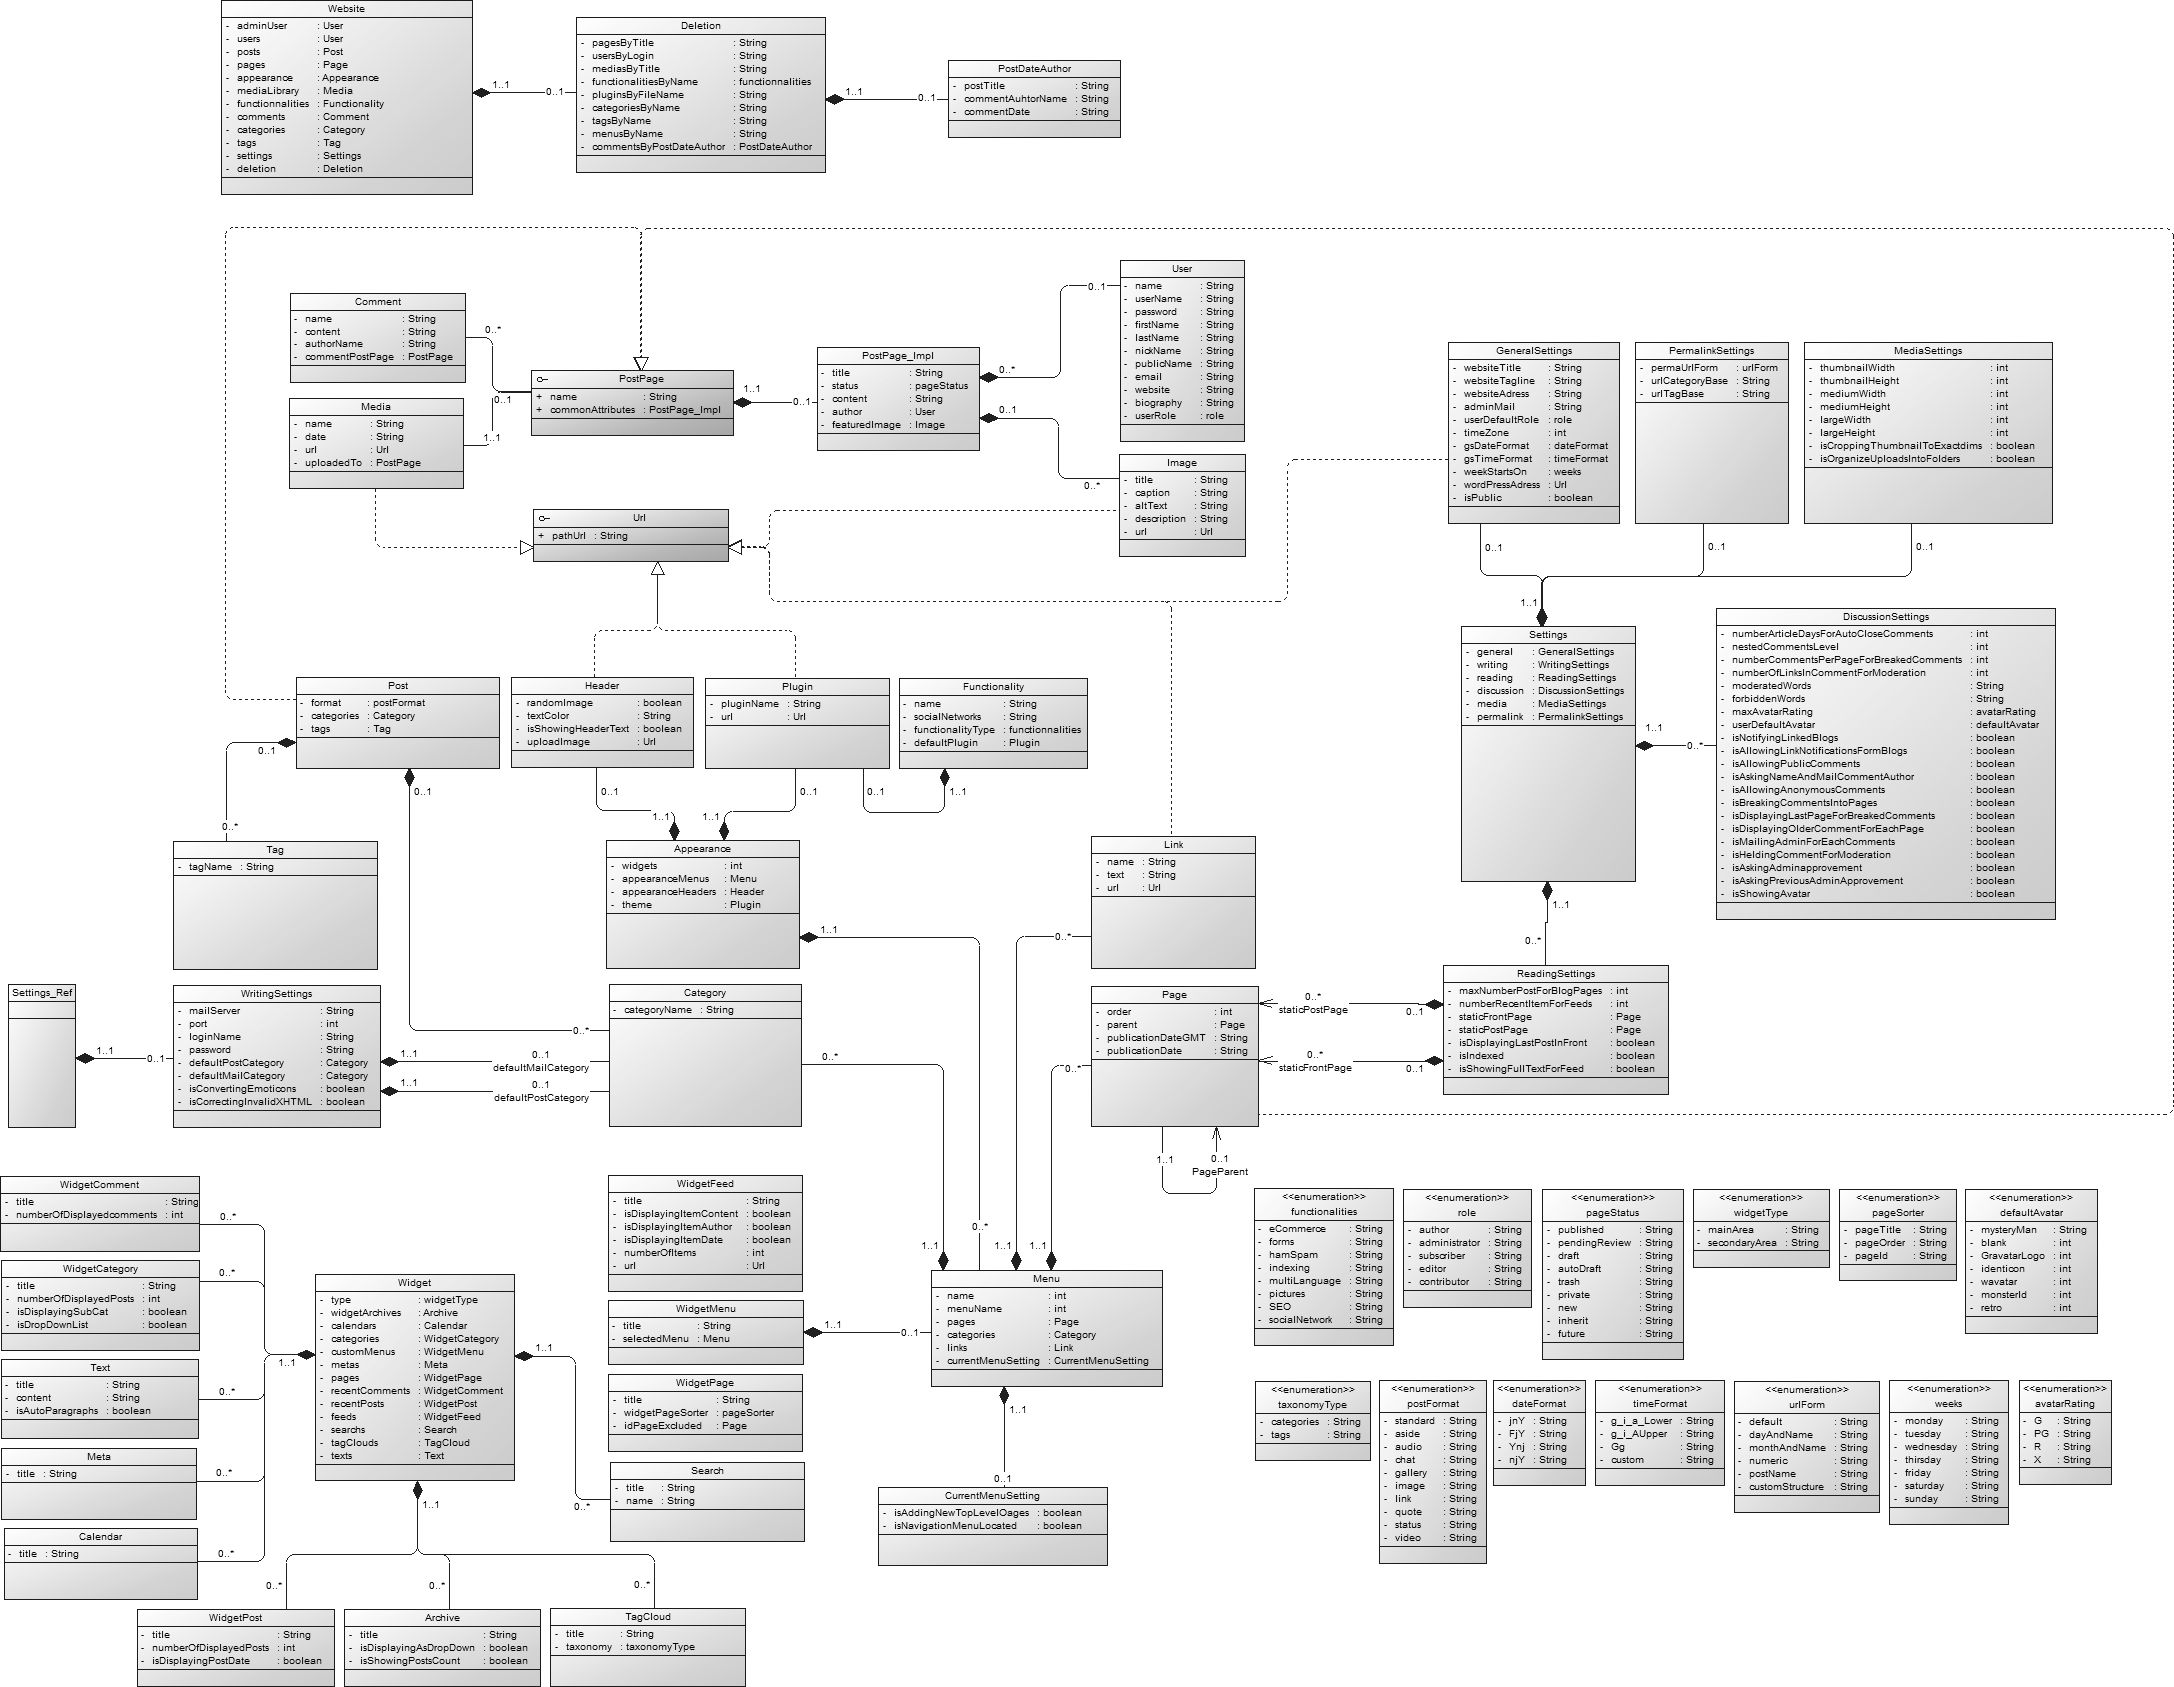 Website
- adminUser : User
- users : User
- posts : Post
- pages : Page
- appearance : Appearance
- mediaLibrary : Media
- functionnalities : Functionality
- comments : Comment
- categories : Category
- tags : Tag
- settings : Settings
- deletion : Deletion
1..1
0..1
Deletion
- pagesByTitle : String
- usersByLogin : String
- mediasByTitle : String
- functionalitiesByName : functionnalities
- pluginsByFileName : String
- categoriesByName : String
- tagsByName : String
- menusByName : String
- commentsByPostDateAuthor : PostDateAuthor
1..1
0..1
PostDateAuthor
- postTitle : String
- commentAuhtorName : String
- commentDate : String
Comment
- name : String
- content : String
- authorName : String
- commentPostPage : PostPage
0..*
0..1
Media
- name : String
- date : String
- url : Url
- uploadedTo : PostPage
1..1
PostPage
+ name : String
+ commonAttributes : PostPage_Impl
1..1
0..1
PostPage_Impl
- title : String
- status : pageStatus
- content : String
- author : User
- featuredImage : Image
0..*
0..1
0..1
0..*
User
- name : String
- userName : String
- password : String
- firstName : String
- lastName : String
- nickName : String
- publicName : String
- email : String
- website : String
- biography : String
- userRole : role
Image
- title : String
- caption : String
- altText : String
- description : String
- url : Url
Url
+ pathUrl : String
GeneralSettings
- websiteTitle : String
- websiteTagline : String
- websiteAdress : String
- adminMail : String
- userDefaultRole : role
- timeZone : int
- gsDateFormat : dateFormat
- gsTimeFormat : timeFormat
- weekStartsOn : weeks
- wordPressAdress : Url
- isPublic : boolean
0..1
PermalinkSettings
- permaUrlForm : urlForm
- urlCategoryBase : String
- urlTagBase : String
0..1
MediaSettings
- thumbnailWidth : int
- thumbnailHeight : int
- mediumWidth : int
- mediumHeight : int
- largeWidth : int
- largeHeight : int
- isCroppingThumbnailToExactdims : boolean
- isOrganizeUploadsIntoFolders : boolean
0..1
1..1
Settings
- general : GeneralSettings
- writing : WritingSettings
- reading : ReadingSettings
- discussion : DiscussionSettings
- media : MediaSettings
- permalink : PermalinkSettings
1..1
0..*
1..1
0..*
DiscussionSettings
- numberArticleDaysForAutoCloseComments : int
- nestedCommentsLevel : int
- numberCommentsPerPageForBreakedComments : int
- numberOfLinksInCommentForModeration : int
- moderatedWords : String
- forbiddenWords : String
- maxAvatarRating : avatarRating
- userDefaultAvatar : defaultAvatar
- isNotifyingLinkedBlogs : boolean
- isAllowingLinkNotificationsFormBlogs : boolean
- isAllowingPublicComments : boolean
- isAskingNameAndMailCommentAuthor : boolean
- isAllowingAnonymousComments : boolean
- isBreakingCommentsIntoPages : boolean
- isDisplayingLastPageForBreakedComments : boolean
- isDisplayingOlderCommentForEachPage : boolean
- isMailingAdminForEachComments : boolean
- isHeldingCommentForModeration : boolean
- isAskingAdminapprovement : boolean
- isAskingPreviousAdminApprovement : boolean
- isShowingAvatar : boolean
Post
- format : postFormat
- categories : Category
- tags : Tag
0..1
0..1
0..*
Header
- randomImage : boolean
- textColor : String
- isShowingHeaderText : boolean
- uploadImage : Url
0..1
1..1
Plugin
- pluginName : String
- url : Url
0..1
1..1
0..1
1..1
Functionality
- name : String
- socialNetworks : String
- functionalityType : functionnalities
- defaultPlugin : Plugin
Tag
- tagName : String
Appearance
- widgets : int
- appearanceMenus : Menu
- appearanceHeaders : Header
- theme : Plugin
1..1
0..*
Link
- name : String
- text : String
- url : Url
0..*
1..1
Settings_Ref
1..1
0..1
WritingSettings
- mailServer : String
- port : int
- loginName : String
- password : String
- defaultPostCategory : Category
- defaultMailCategory : Category
- isConvertingEmoticons : boolean
- isCorrectingInvalidXHTML : boolean
1..1
0..1
defaultMailCategory
1..1
0..1
defaultPostCategory
0..*
Category
- categoryName : String
0..*
1..1
Page
- order : int
- parent : Page
- publicationDateGMT : String
- publicationDate : String
0..*
1..1
1..1
0..1
PageParent
0..*
staticPostPage
0..1
0..*
staticFrontPage
0..1
ReadingSettings
- maxNumberPostForBlogPages : int
- numberRecentItemForFeeds : int
- staticFrontPage : Page
- staticPostPage : Page
- isDisplayingLastPostInFront : boolean
- isIndexed : boolean
- isShowingFullTextForFeed : boolean
WidgetComment
- title : String
- numberOfDisplayedcomments : int
0..*
WidgetCategory
- title : String
- numberOfDisplayedPosts : int
- isDisplayingSubCat : boolean
- isDropDownList : boolean
0..*
Text
- title : String
- content : String
- isAutoParagraphs : boolean
0..*
Meta
- title : String
0..*
Calendar
- title : String
0..*
1..1
Widget
- type : widgetType
- widgetArchives : Archive
- calendars : Calendar
- categories : WidgetCategory
- customMenus : WidgetMenu
- metas : Meta
- pages : WidgetPage
- recentComments : WidgetComment
- recentPosts : WidgetPost
- feeds : WidgetFeed
- searchs : Search
- tagClouds : TagCloud
- texts : Text
1..1
0..*
1..1
0..*
0..*
0..*
WidgetPost
- title : String
- numberOfDisplayedPosts : int
- isDisplayingPostDate : boolean
Archive
- title : String
- isDisplayingAsDropDown : boolean
- isShowingPostsCount : boolean
TagCloud
- title : String
- taxonomy : taxonomyType
WidgetFeed
- title : String
- isDisplayingItemContent : boolean
- isDisplayingItemAuthor : boolean
- isDisplayingItemDate : boolean
- numberOfItems : int
- url : Url
WidgetMenu
- title : String
- selectedMenu : Menu
1..1
0..1
WidgetPage
- title : String
- widgetPageSorter : pageSorter
- idPageExcluded : Page
Search
- title : String
- name : String
Menu
- name : int
- menuName : int
- pages : Page
- categories : Category
- links : Link
- currentMenuSetting : CurrentMenuSetting
1..1
0..1
CurrentMenuSetting
- isAddingNewTopLevelOages : boolean
- isNavigationMenuLocated : boolean
<<enumeration>>
functionalities
- eCommerce : String
- forms : String
- hamSpam : String
- indexing : String
- multiLanguage : String
- pictures : String
- SEO : String
- socialNetwork : String
<<enumeration>>
role
- author : String
- administrator : String
- subscriber : String
- editor : String
- contributor : String
<<enumeration>>
pageStatus
- published : String
- pendingReview : String
- draft : String
- autoDraft : String
- trash : String
- private : String
- new : String
- inherit : String
- future : String
<<enumeration>>
widgetType
- mainArea : String
- secondaryArea : String
<<enumeration>>
pageSorter
- pageTitle : String
- pageOrder : String
- pageId : String
<<enumeration>>
defaultAvatar
- mysteryMan : String
- blank : int
- GravatarLogo : int
- identicon : int
- wavatar : int
- monsterId : int
- retro : int
<<enumeration>>
taxonomyType
- categories : String
- tags : String
<<enumeration>>
postFormat
- standard : String
- aside : String
- audio : String
- chat : String
- gallery : String
- image : String
- link : String
- quote : String
- status : String
- video : String
<<enumeration>>
dateFormat
- jnY : String
- FjY : String
- Ynj : String
- njY : String
<<enumeration>>
timeFormat
- g_i_a_Lower : String
- g_i_AUpper : String
- Gg : String
- custom : String
<<enumeration>>
urlForm
- default : String
- dayAndName : String
- monthAndName : String
- numeric : String
- postName : String
- customStructure : String
<<enumeration>>
weeks
- monday : String
- tuesday : String
- wednesday : String
- thirsday : String
- friday : String
- saturday : String
- sunday : String
<<enumeration>>
avatarRating
- G : String
- PG : String
- R : String
- X : String